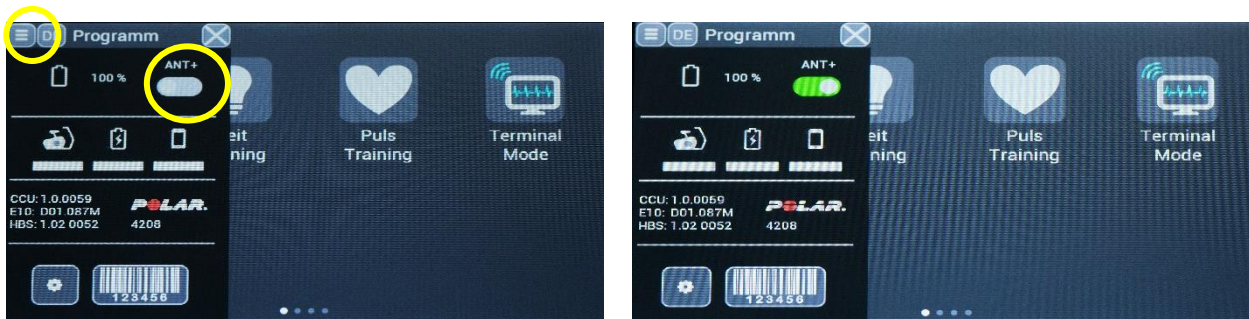 DE Programm
ANT+
100 %
eit
ning
Puls
Training
Terminal
Mode
CCU: 1.0.0059
E10: D01.087M
HBS: 1.02 0052
POLAR.
4208
123456
DE Programm
ANT+
100 %
eit
ning
Puls
Training
Terminal
Mode
CCU: 1.0.0059
E10: D01.087M
HBS: 1.02 0052
POLAR.
4208
123456